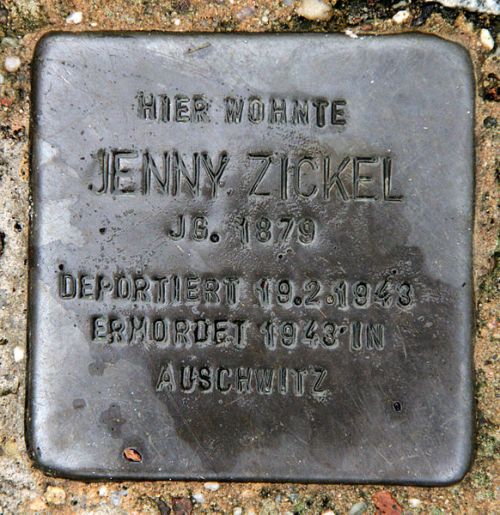 HIER WOHNTE
JENNY ZICKEL
JG. 1879
DEPORTIERT 19.2.1943
ERMORDET 1943 IN
AUSCHWITZ